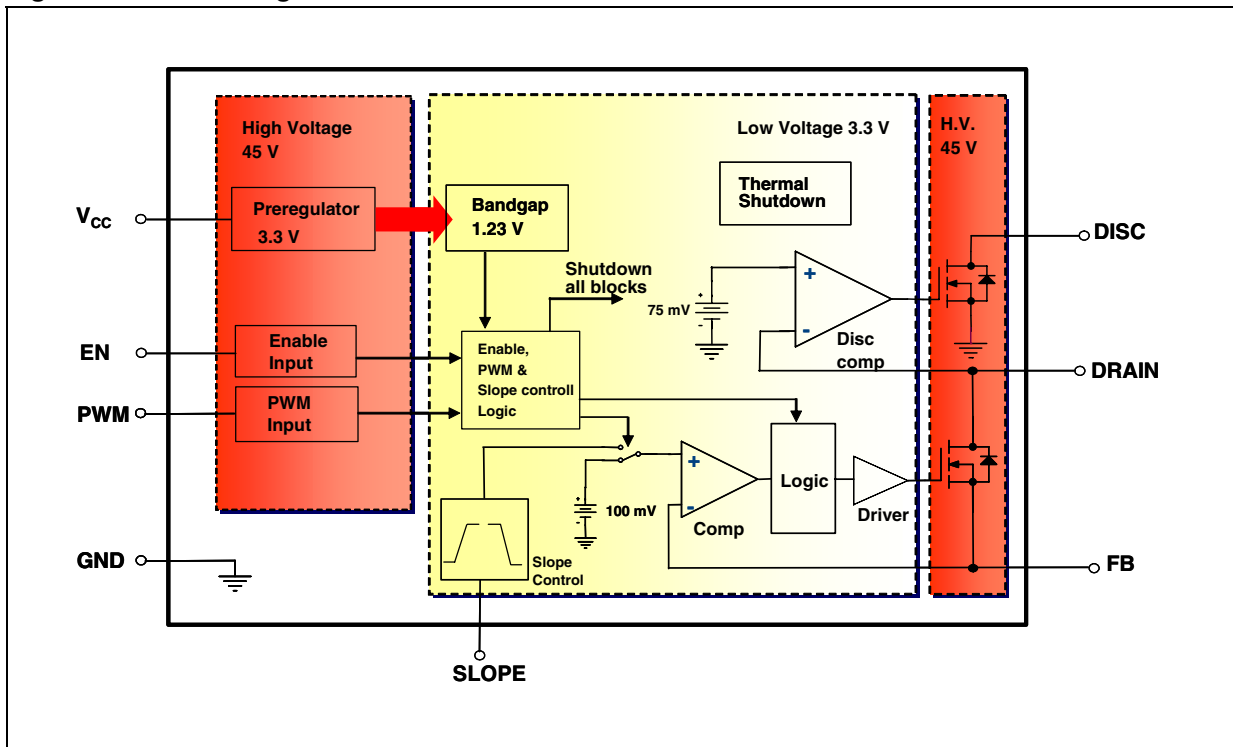 High Voltage
45 V
Low Voltage 3.3 V
H.V.
45 V
Thermal
Shutdown
VCC
Preregulator
3.3 V
Bandgap
1.23 V
DISC
Shutdown
all blocks
+
75 mV
-
+
-
Disc
comp
EN
Enable
Input
Enable,
PWM &
Slope controll
Logic
DRAIN
PWM
PWM
Input
+
100 mV
-
+
-
Comp
Logic
Driver
GND
Slope
Control
FB
SLOPE